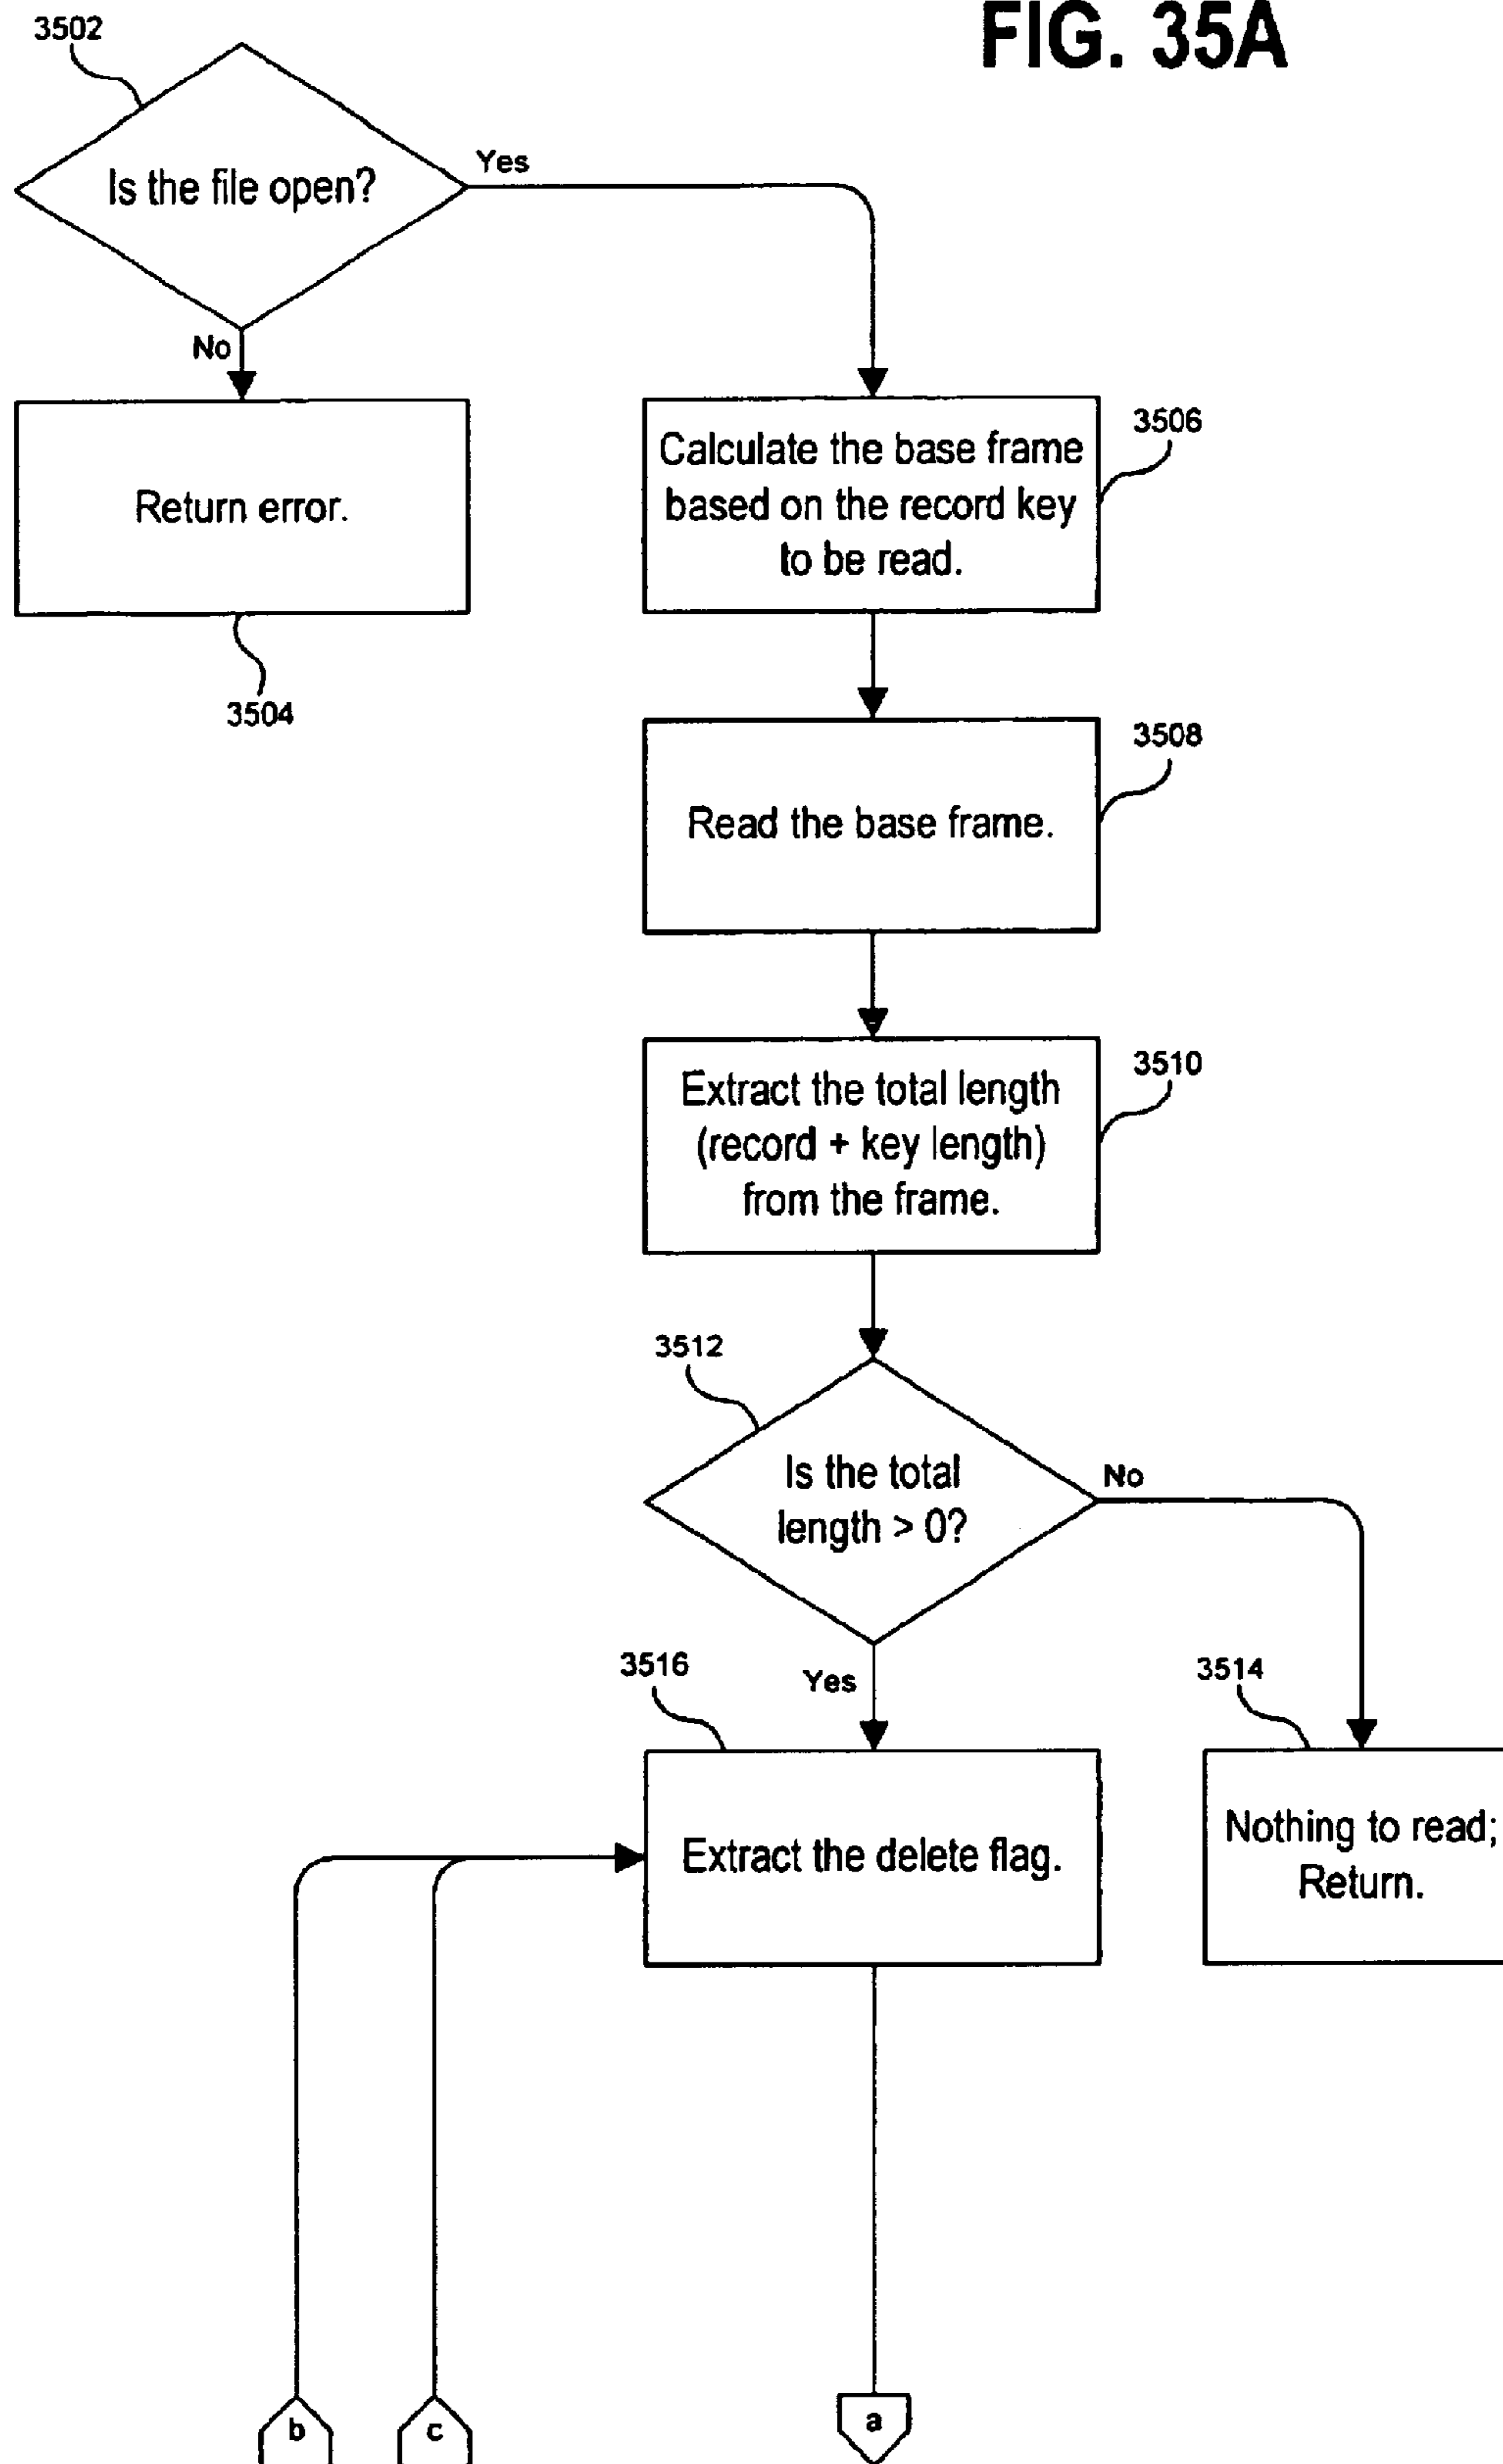 FIG. 35A
3502
Is the file open?
Yes
No
Return error.
3504
Calculate the base frame
based on the record key
to be read.
3506
Read the base frame.
3508
Extract the total length
(record + key length)
from the frame.
3510
3512
Is the total
length > 0?
No
Yes
3516
Extract the delete flag.
3514
Nothing to read;
Return.
b
c
a